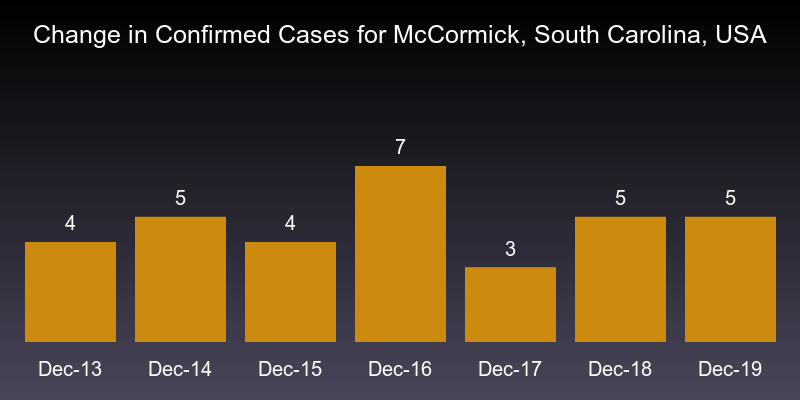 Change in Confirmed Cases for McCormick, South Carolina, USA
7
5 5 5
4 4
3
Dec-13 Dec-14 Dec-15 Dec-16 Dec-17 Dec-18 Dec-19